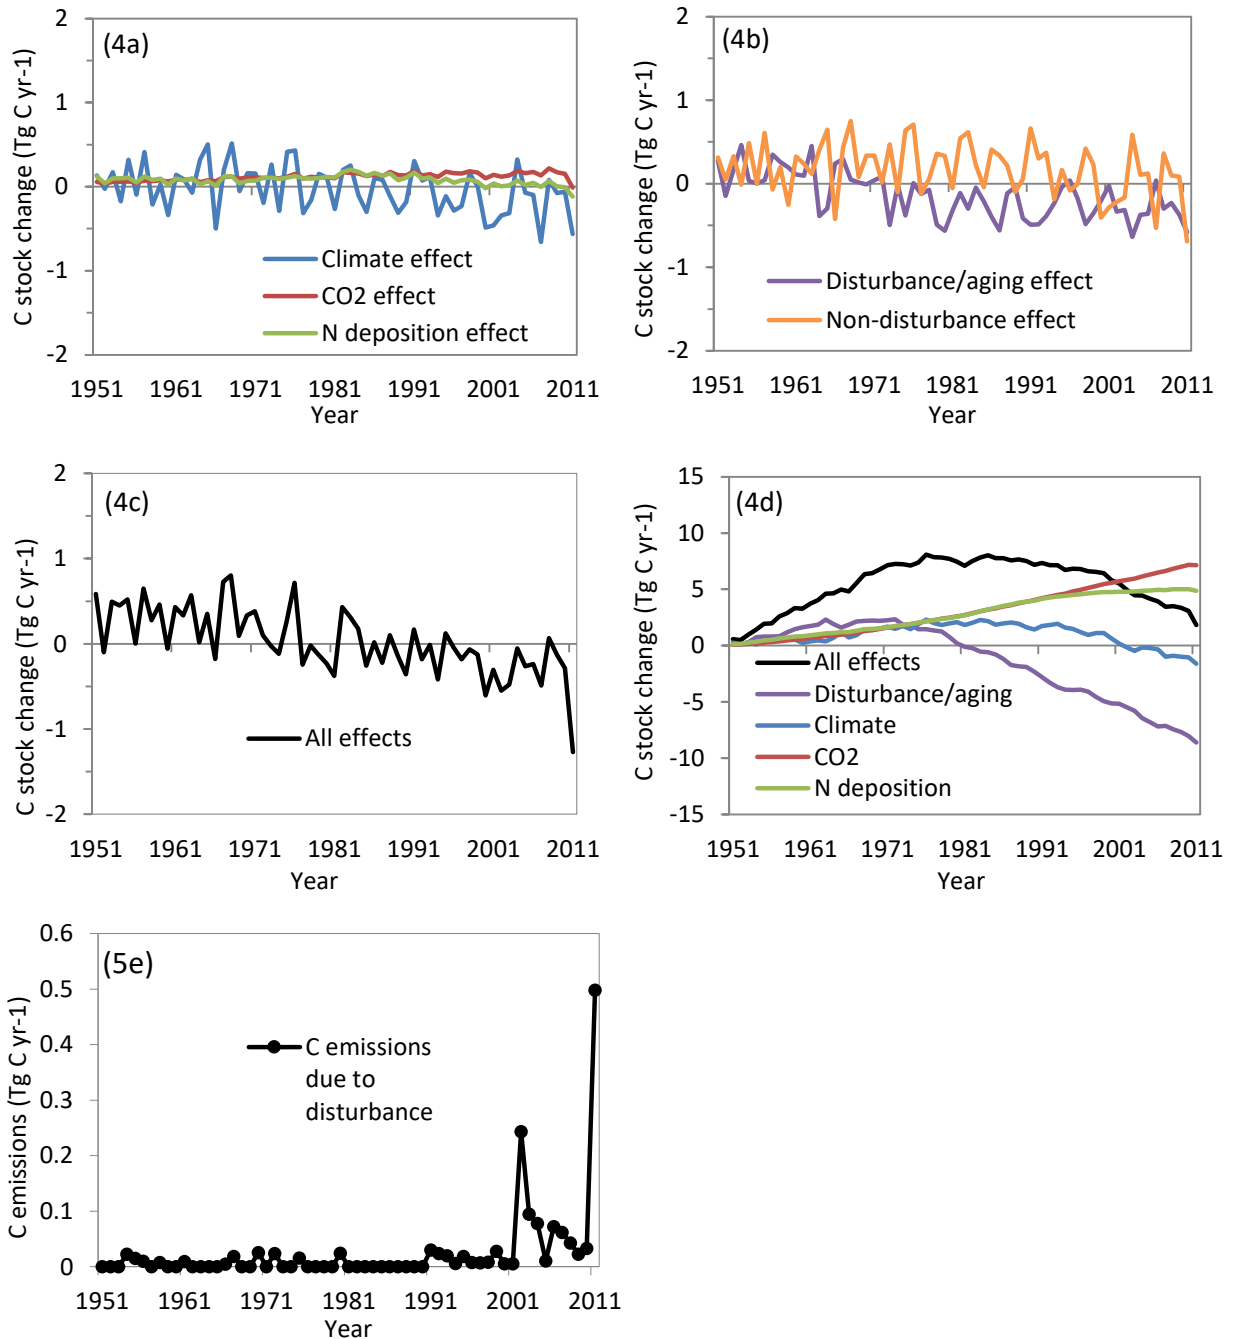 (4a)
C stock change (Tg C yr-1)
2
1
0
-1
-2
Climate effect
CO2 effect
N deposition effect
1951 1961 1971 1981 1991 2001 2011
Year
(4b)
C stock change (Tg C yr-1)
2
1
0
-1
-2
Disturbance/aging effect
Non-disturbance effect
1951 1961 1971 1981 1991 2001 2011
Year
(4c)
C stock change (Tg C yr-1)
2
1
0
-1
-2
All effects
1951 1961 1971 1981 1991 2001 2011
Year
(4d)
C stock change (Tg C yr-1)
15
10
5
0
-5
-10
-15
All effects
Disturbance/aging
Climate
CO2
N deposition
1951 1961 1971 1981 1991 2001 2011
Year
(5e)
C emissions (Tg C yr-1)
0.6
0.5
0.4
0.3
0.2
0.1
0
C emissions
due to
disturbance
1951 1961 1971 1981 1991 2001 2011
Year